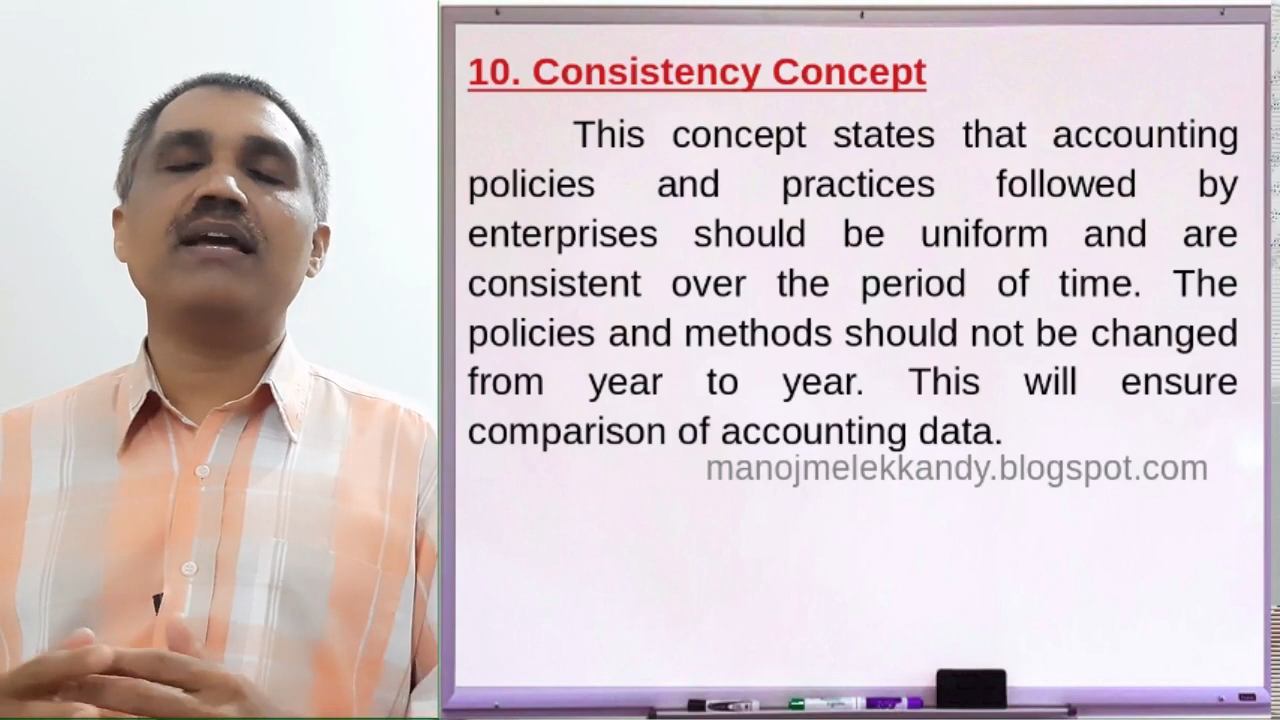 10. Consistency Concept
This concept states that accounting
policies and practices followed by
enterprises should be uniform and are
consistent over the period of time. The
policies and methods should not be changed
from year to year. This will ensure
comparison of accounting data.
manojmelekkandy.blogspot.com